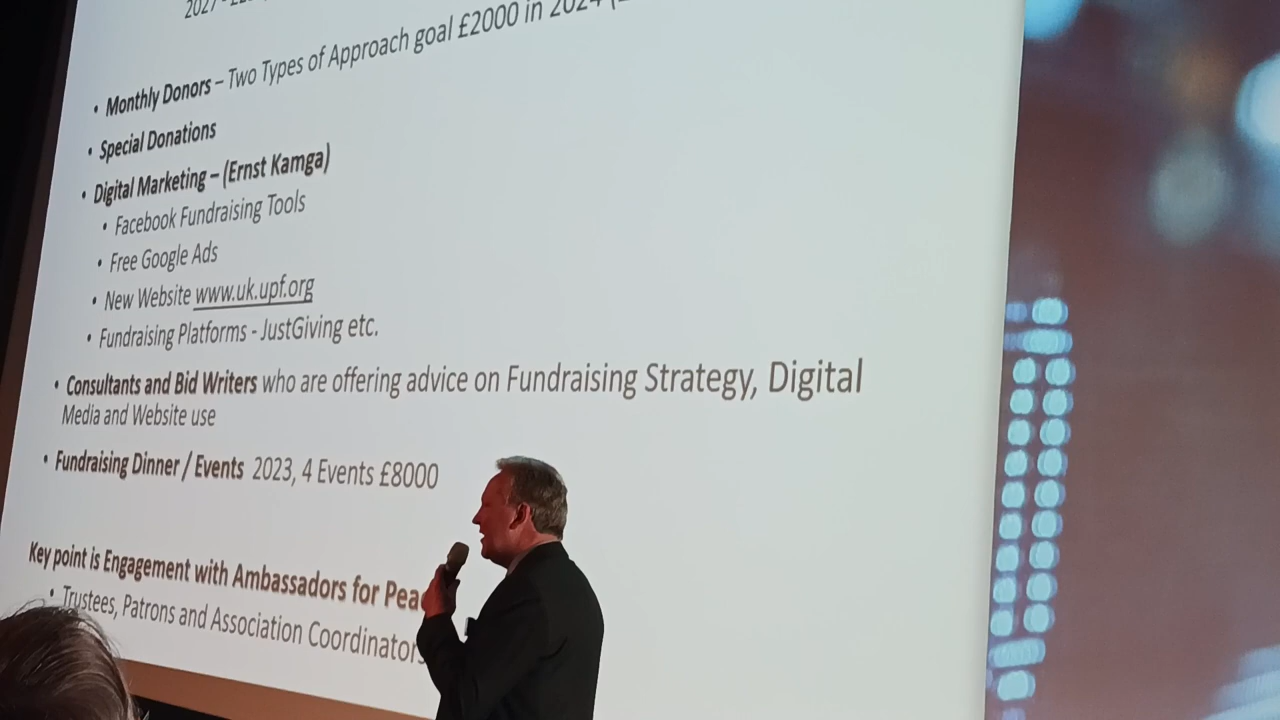 2027 -
• Monthly Donors – Two Types of Approach goal £2000 in 2024
• Special Donations
• Digital Marketing – (Ernst Kamga)
• Facebook Fundraising Tools
• Free Google Ads
• New Website www.uk.upf.org
• Fundraising Platforms - JustGiving etc.
• Consultants and Bid Writers who are offering advice on Fundraising Strategy, Digital
Media and Website use
• Fundraising Dinner / Events 2023, 4 Events £8000
Key point is Engagement with Ambassadors for Pea
• Trustees, Patrons and Association Coordinators